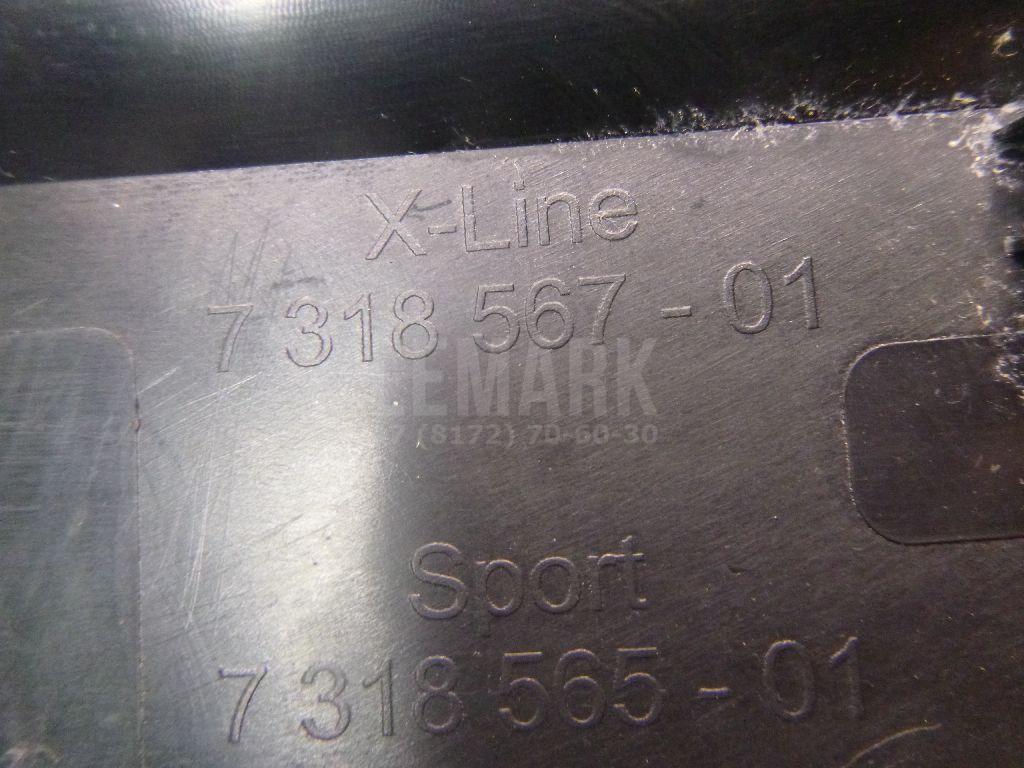 X-Line
7 318 567 - 01
EMARK
7 (8172) 70-60-30
Sport
7 318 565 - 01